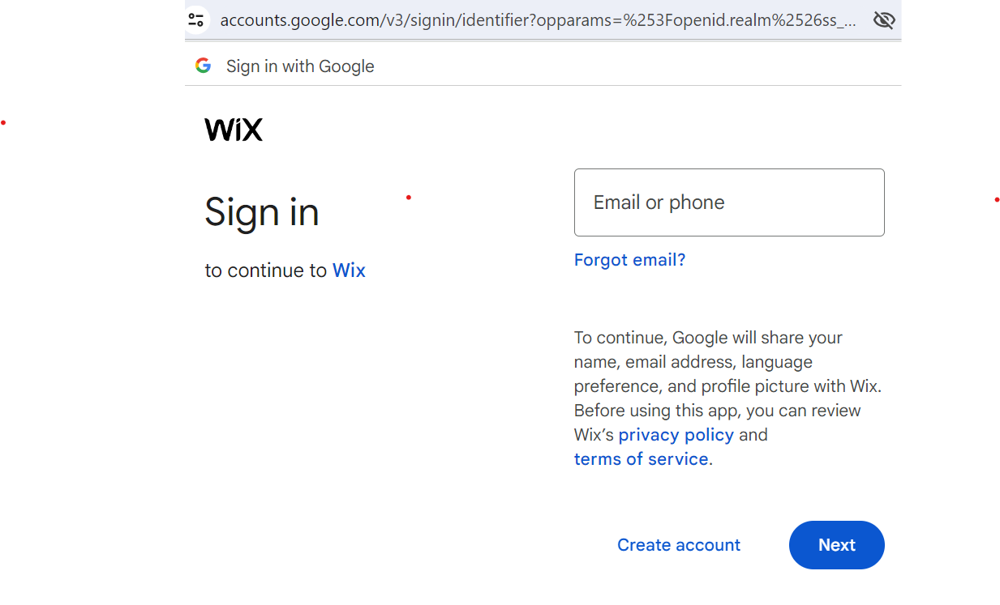 accounts.google.com/v3/signin/identifier?opparams=%253Fopenid.realm%2526ss_...
Sign in with Google
WiX
Sign in
to continue to Wix
Email or phone
Forgot email?
To continue, Google will share your
name, email address, language
preference, and profile picture with Wix.
Before using this app, you can review
Wix’s privacy policy and
terms of service.
Create account
Next